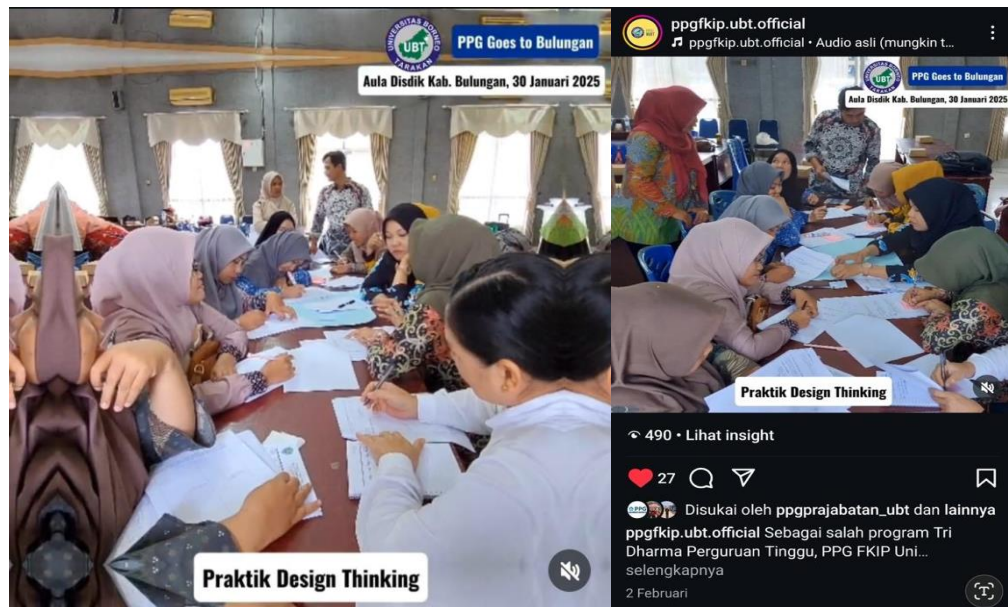 UNIVERSITAS BORNEO
UBT
TARAKAN
PPG Goes to Bulungan
Aula Disdik Kab. Bulungan, 30 Januari 2025
Praktik Design Thinking
ppgfkip.ubt.official
ppgfkip.ubt.official • Audio asli (mungkin t...
UBT
PPG Goes to Bulungan
Aula Disdik Kab. Bulungan, 30 Januari 2025
Praktik Design Thinking
490 • Lihat insight
27
Disukai oleh ppgprajabatan_ubt dan lainnya
ppgfkip.ubt.official Sebagai salah program Tri
Dharma Perguruan Tinggu, PPG FKIP Uni...
selengkapnya
2 Februari